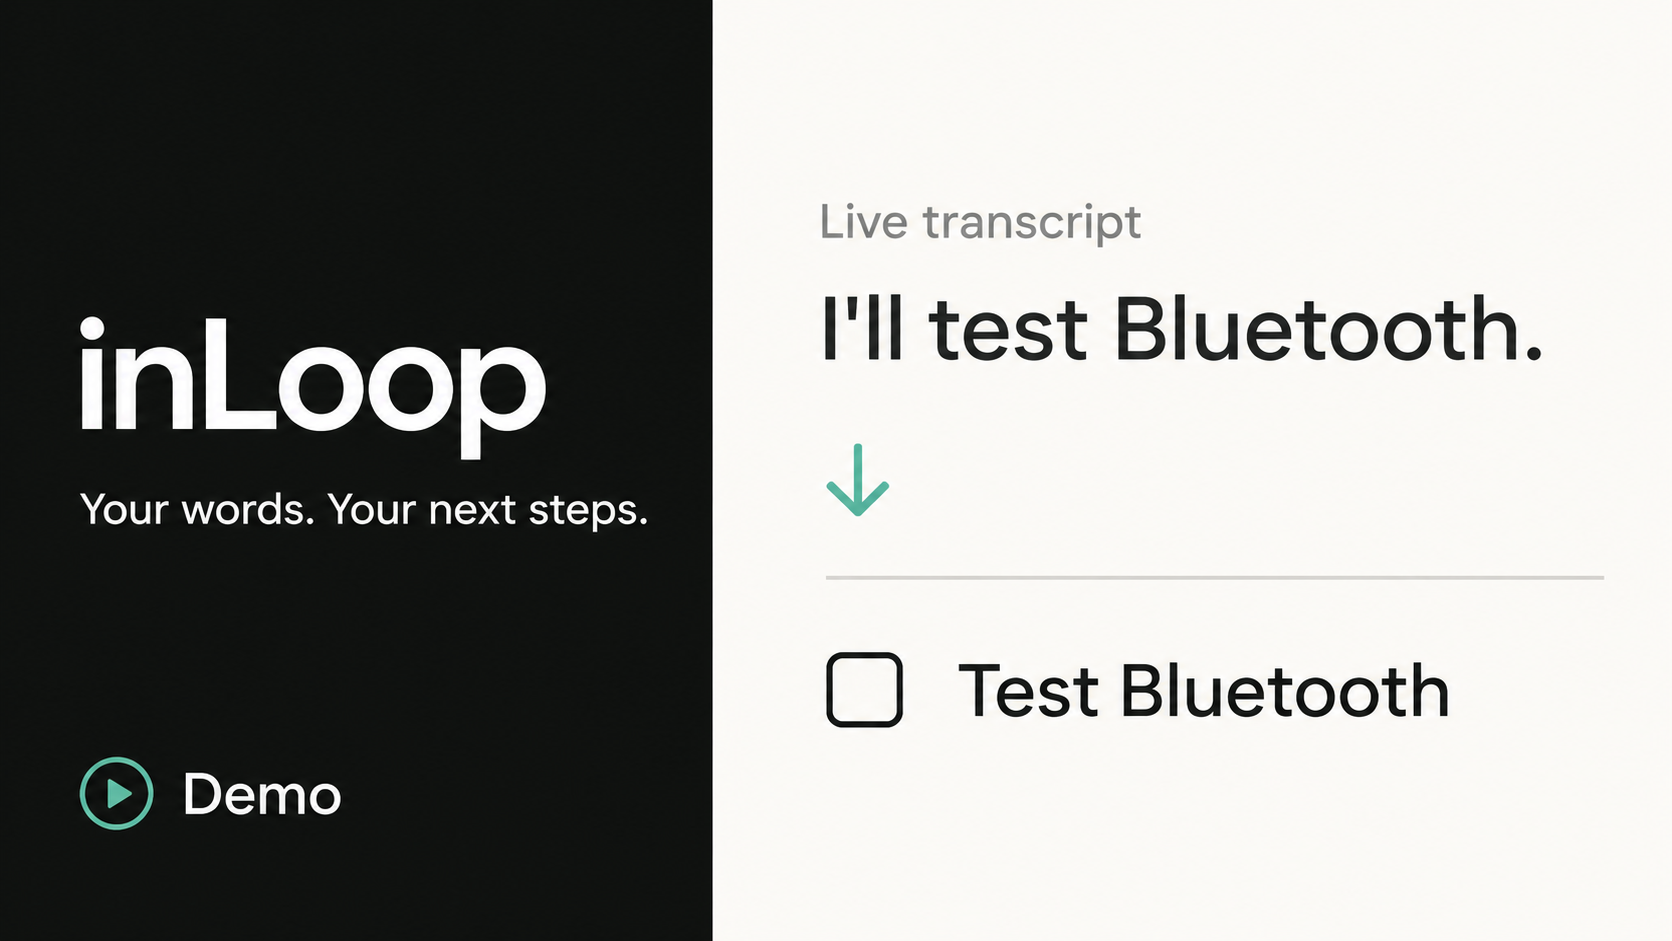 inLoop
Your words. Your next steps.
Demo
Live transcript
I'll test Bluetooth.
Test Bluetooth